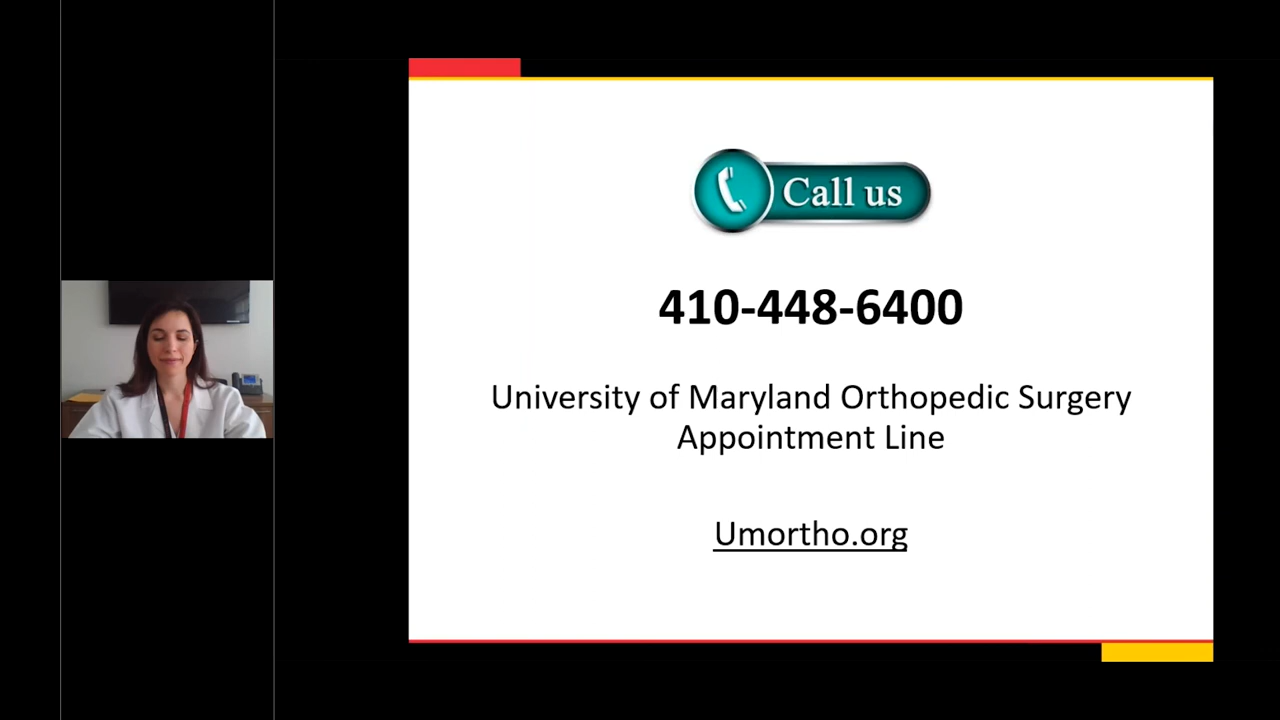 Call us
410-448-6400
University of Maryland Orthopedic Surgery
Appointment Line
Umortho.org